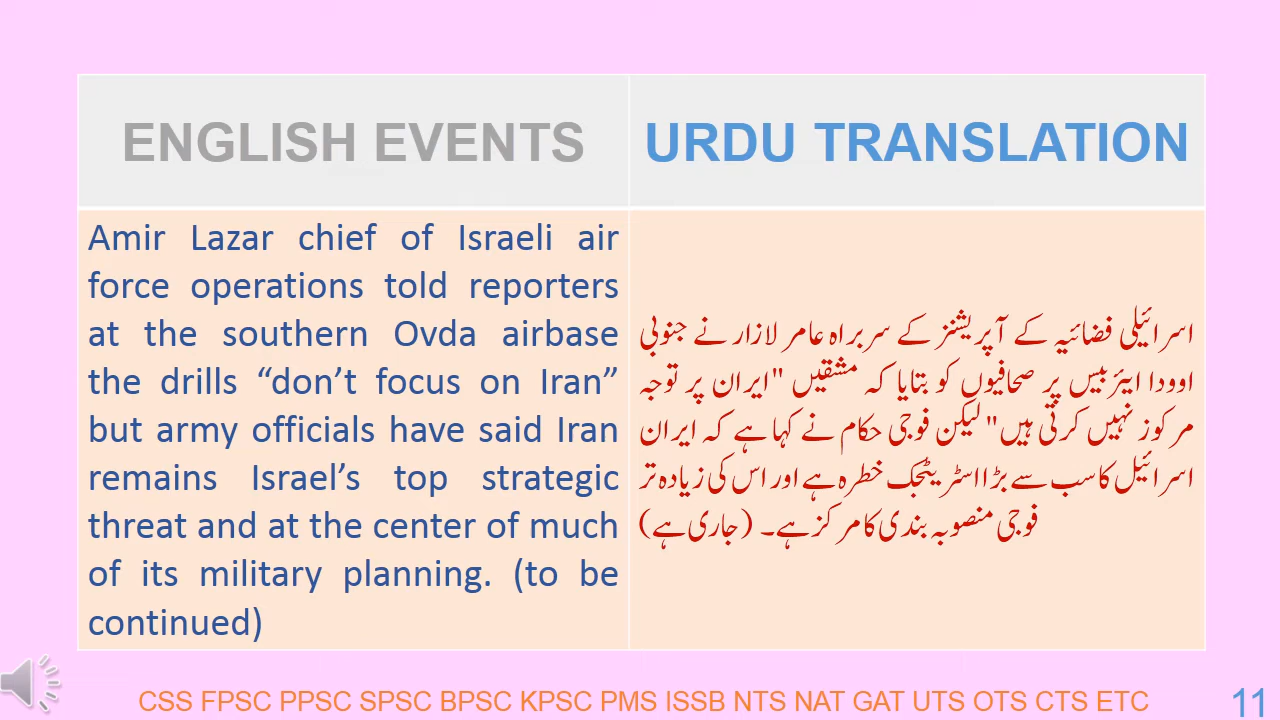 ENGLISH EVENTS
URDU TRANSLATION
Amir Lazar chief of Israeli air
force operations told reporters
at the southern Ovda airbase
the drills “don’t focus on Iran”
but army officials have said Iran
remains Israel’s top strategic
threat and at the center of much
of its military planning. (to be
continued)
اسرائیلی فضائیہ کے آپریشنز کے سربراہ عامر لازار نے جنوبی
اوودا ایئربیس پر صحافیوں کو بتایا کہ مشقیں "ایران پر توجہ
مرکوز نہیں کرتی ہیں" لیکن فوجی حکام نے کہا ہے کہ ایران
اسرائیل کا سب سے بڑا اسٹریٹجک خطرہ ہے اور اس کی زیادہ تر
فوجی منصوبہ بندی کا مرکز ہے۔ (جاری ہے)
CSS FPSC PPSC SPSC BPSC KPSC PMS ISSB NTS NAT GAT UTS OTS CTS ETC
11